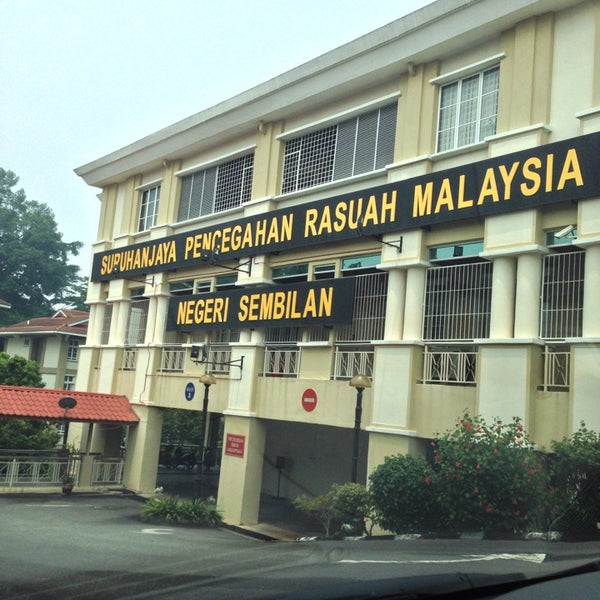 SURUHANJAYA PENCEGAHAN RASUAH MALAYSIA
NEGERI SEMBILAN